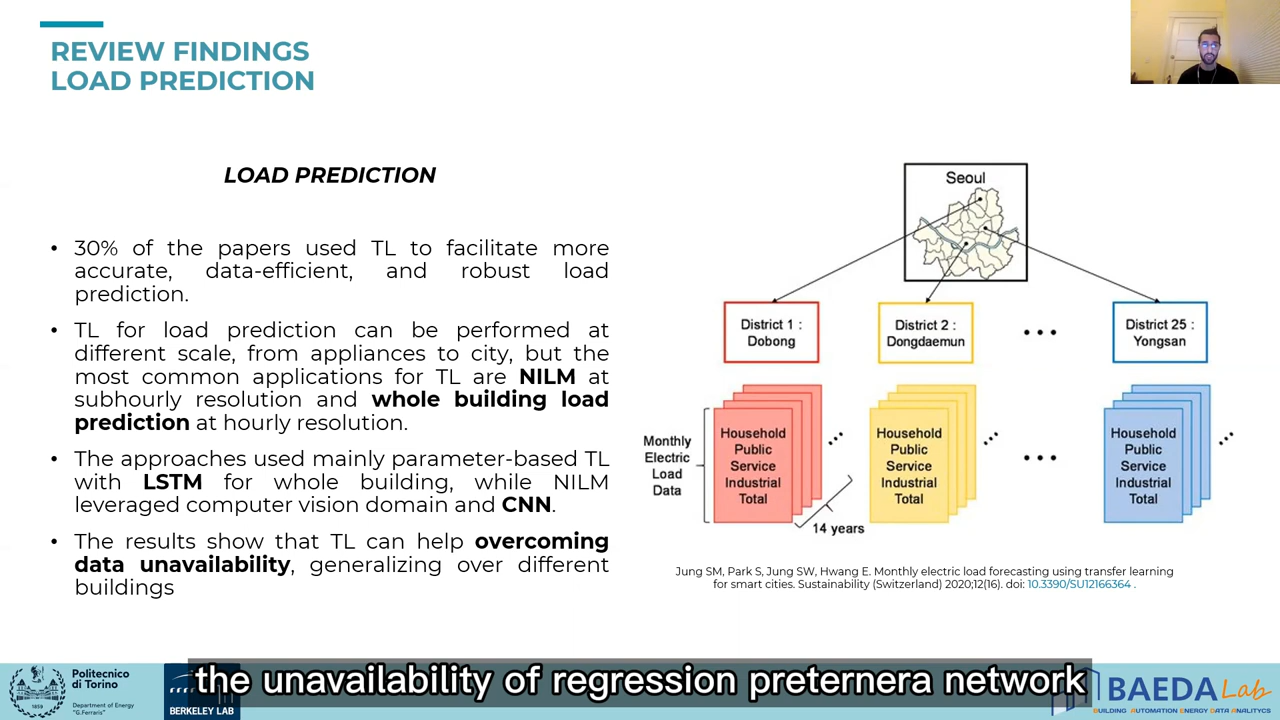 REVIEW FINDINGS
LOAD PREDICTION
LOAD PREDICTION
• 30% of the papers used TL to facilitate more
accurate, data-efficient, and robust load
prediction.
• TL for load prediction can be performed at
different scale, from appliances to city, but the
most common applications for TL are NILM at
subhourly resolution and whole building load
prediction at hourly resolution.
• The approaches used mainly parameter-based TL
with LSTM for whole building, while NILM
leveraged computer vision domain and CNN.
• The results show that TL can help overcoming
data unavailability, generalizing over different
buildings
Seoul
District 1 :
Dobong
District 2 :
Dongdaemun
• • •
District 25 :
Yongsan
Monthly
Electric
Load
Data
Household
Public
Service
Industrial
Total
Household
Public
Service
Industrial
Total
• • •
Household
Public
Service
Industrial
Total
14 years
Jung SM, Park S, Jung SW, Hwang E. Monthly electric load forecasting using transfer learning
for smart cities. Sustainability (Switzerland) 2020;12(16). doi: 10.3390/SU12166364 .
Politecnico
di Torino
Department of Energy
"G.Ferraris"
1859
BERKELEY LAB
the unavailability of regression preternera network
BAEDA Lab
BUILDING AUTOMATION ENERGY DATA ANALITYCS